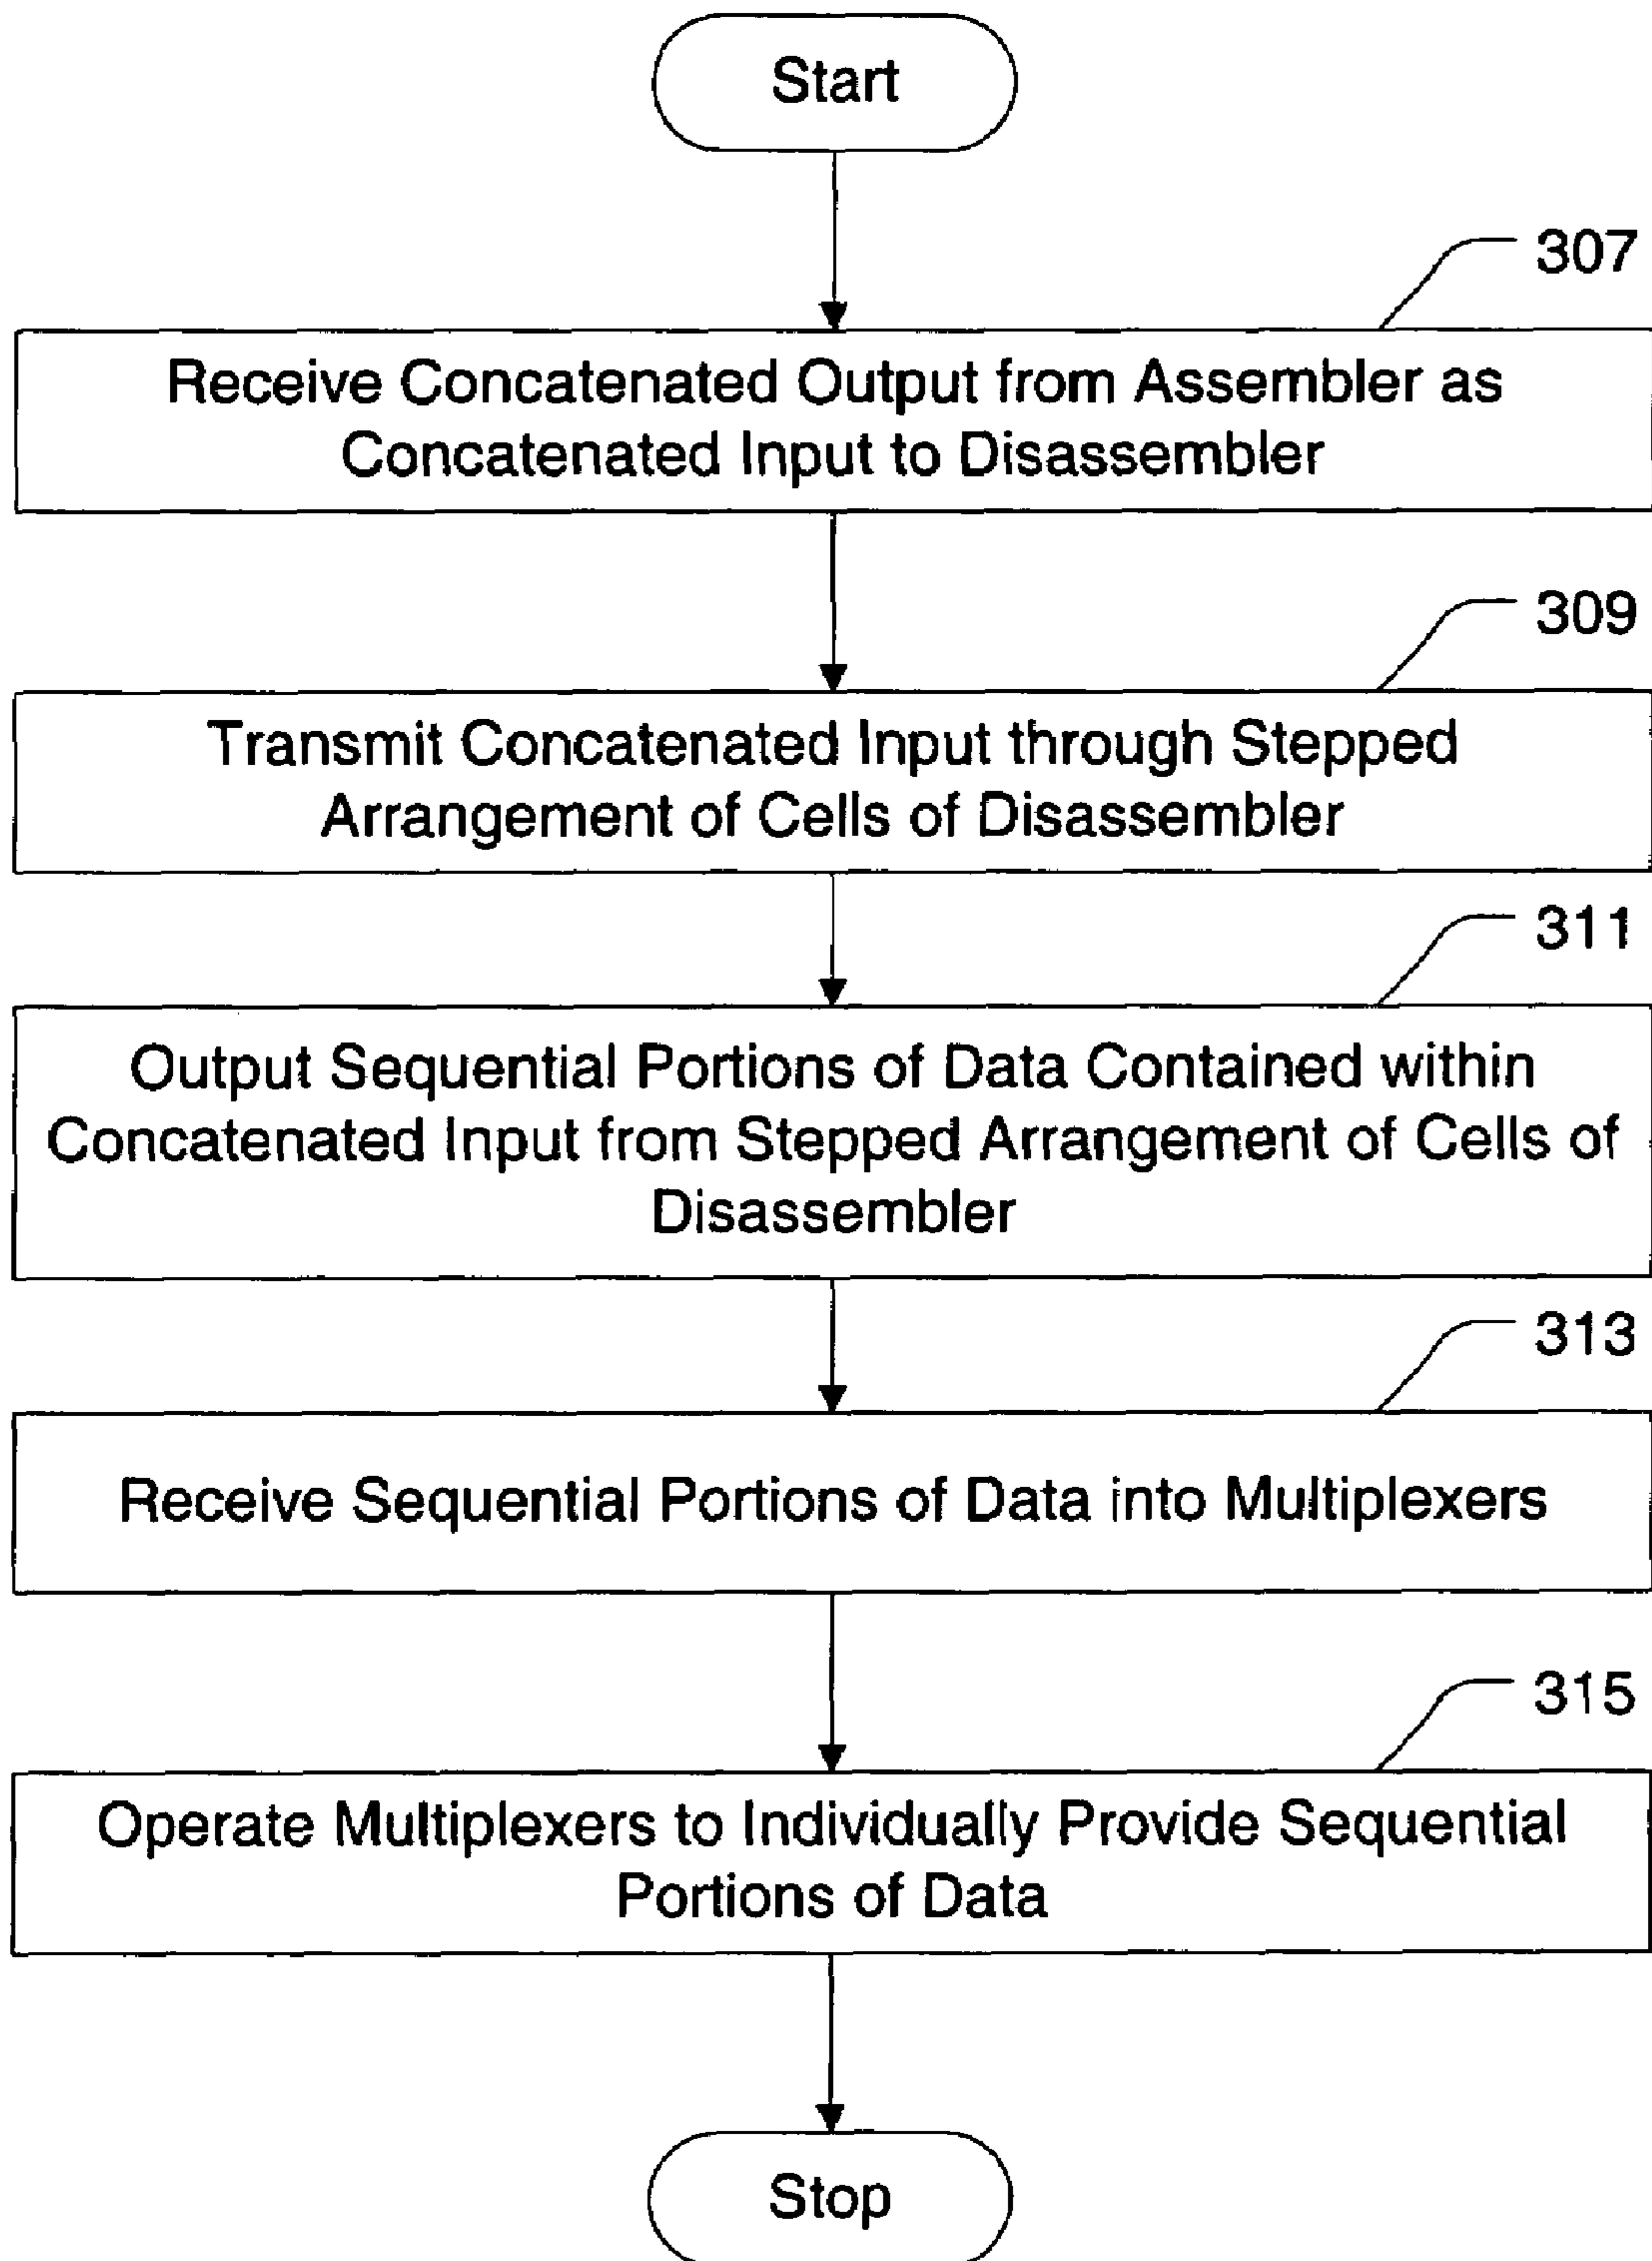 Start
307
Receive Concatenated Output from Assembler as
Concatenated Input to Disassembler
309
Transmit Concatenated Input through Stepped
Arrangement of Cells of Disassembler
311
Output Sequential Portions of Data Contained within
Concatenated Input from Stepped Arrangement of Cells of
Disassembler
313
Receive Sequential Portions of Data into Multiplexers
315
Operate Multiplexers to Individually Provide Sequential
Portions of Data
Stop